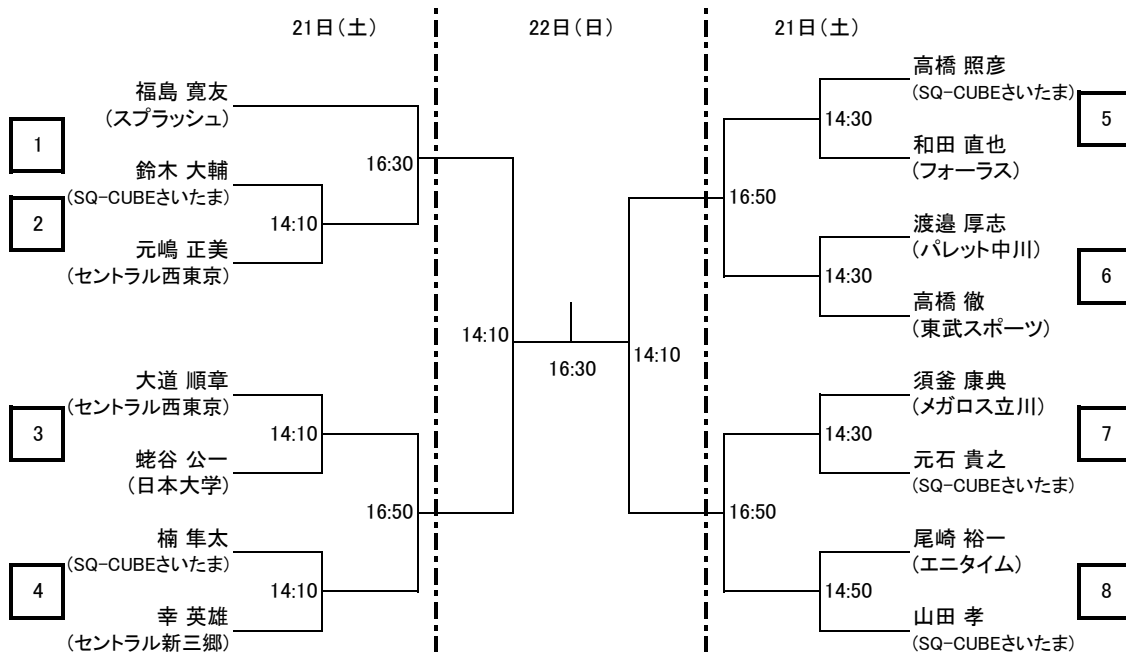 21日(土)
22日(日)
21日(土)
福島 寛友
(スプラッシュ)
1
16:30
鈴木 大輔
(SQ-CUBEさいたま)
2
14:10
元嶋 正美
(セントラル西東京)
14:10
大道 順章
(セントラル西東京)
3
14:10
蛯谷 公一
(日本大学)
16:50
楠 隼太
(SQ-CUBEさいたま)
4
14:10
幸 英雄
(セントラル新三郷)
16:30
高橋 照彦
(SQ-CUBEさいたま)
14:30
5
和田 直也
(フォーラス)
16:50
渡邉 厚志
(パレット中川)
14:30
6
高橋 徹
(東武スポーツ)
14:10
須釜 康典
(メガロス立川)
14:30
7
元石 貴之
(SQ-CUBEさいたま)
16:50
尾崎 裕一
(エニタイム)
14:50
8
山田 孝
(SQ-CUBEさいたま)